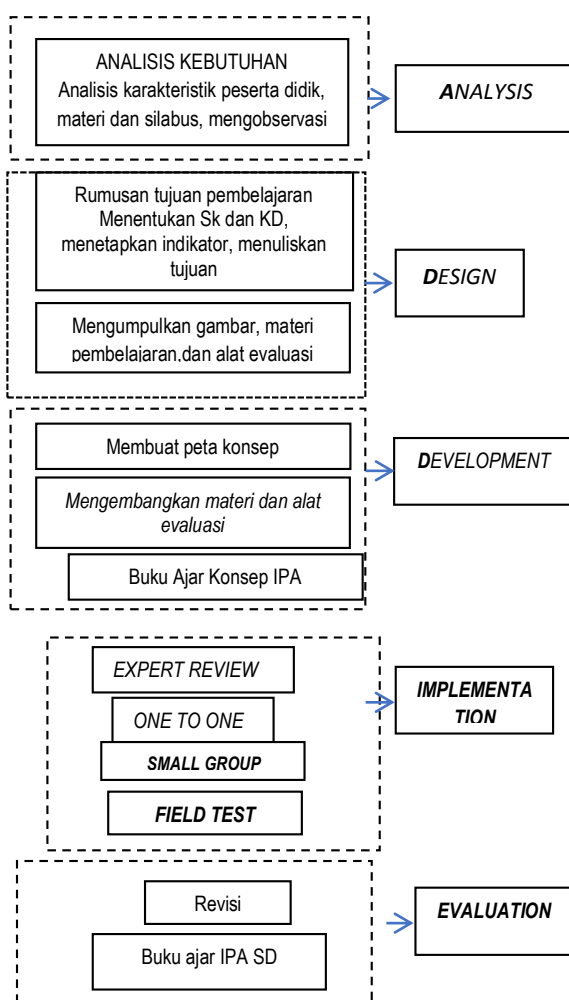 ANALISIS KEBUTUHAN
Analisis karakteristik peserta didik,
materi dan silabus, mengobservasi
ANALYSIS
Rumusan tujuan pembelajaran
Menentukan Sk dan KD,
menetapkan indikator, menuliskan
tujuan
DESIGN
Mengumpulkan gambar, materi
pembelajaran,dan alat evaluasi
Membuat peta konsep
DEVELOPMENT
Mengembangkan materi dan alat
evaluasi
Buku Ajar Konsep IPA
EXPERT REVIEW
IMPLEMENTA
TION
ONE TO ONE
SMALL GROUP
FIELD TEST
Revisi
EVALUATION
Buku ajar IPA SD